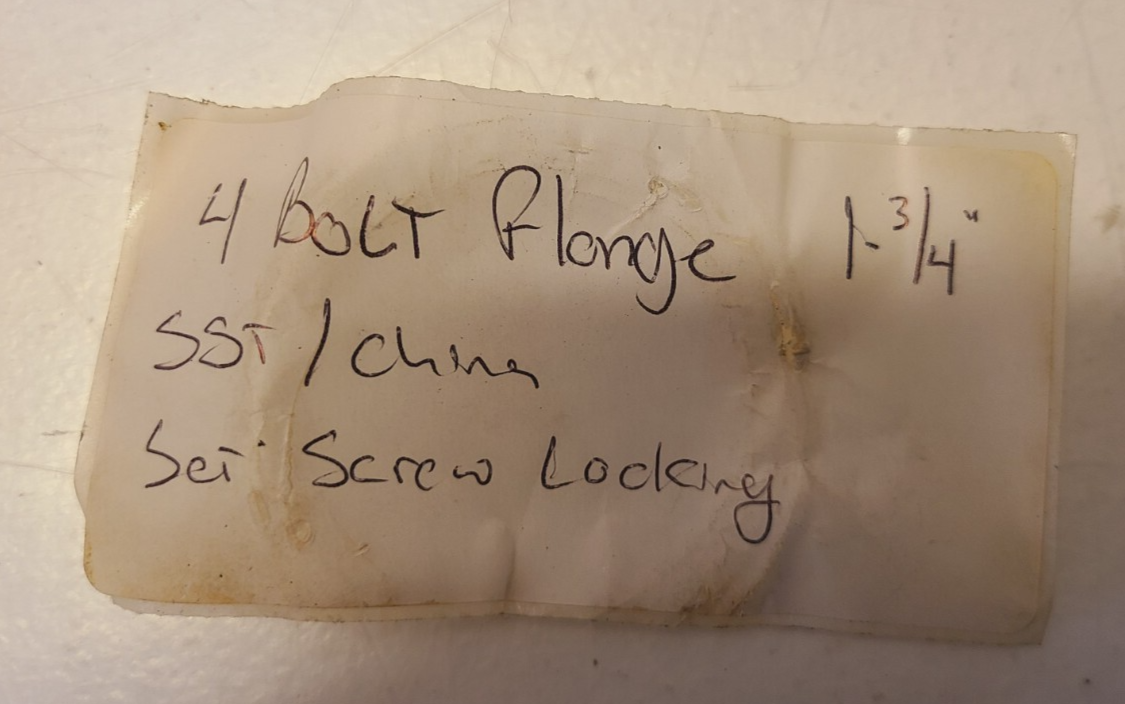 4 BOLT Flange 1-3/4"
SST / China
Set Screw Locking